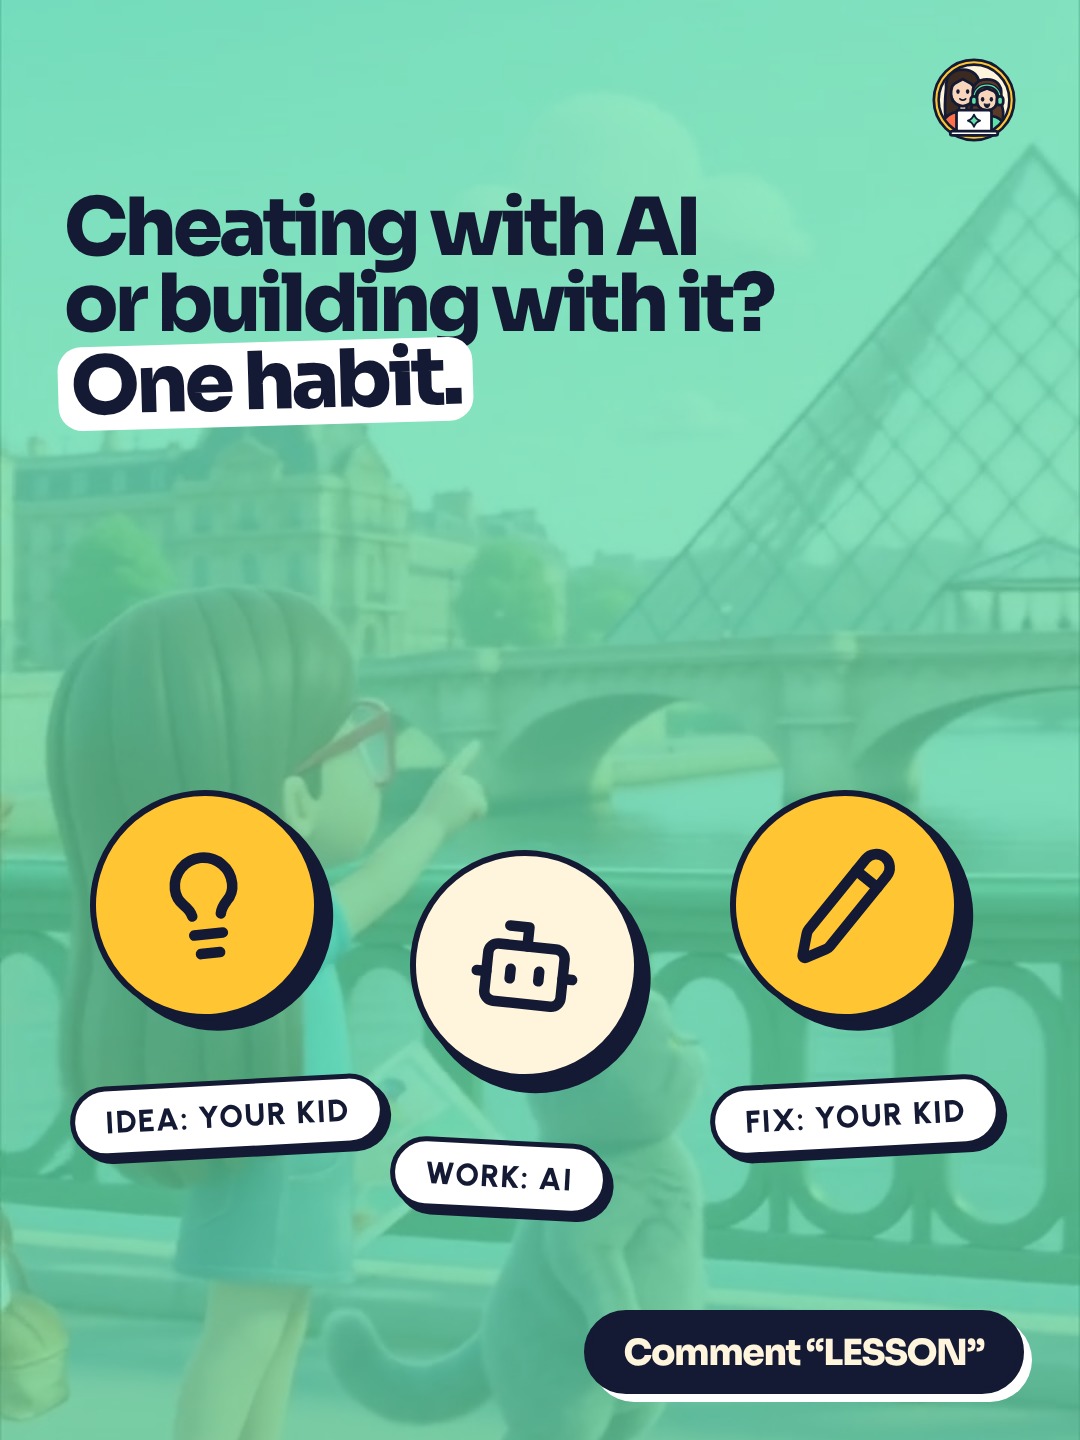 Cheating with AI
or building with it?
One habit.
IDEA: YOUR KID
WORK: AI
FIX: YOUR KID
Comment “LESSON”